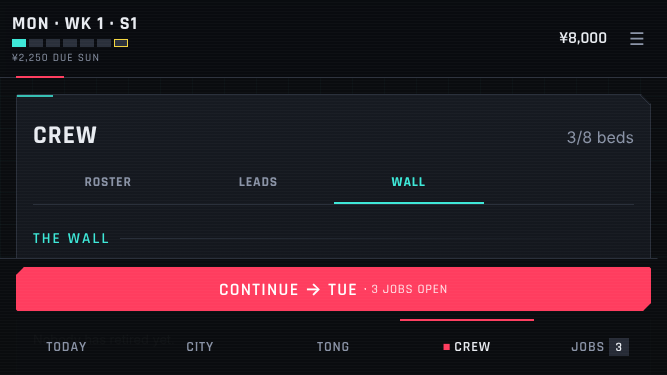 MON · WK 1 · S1
¥2,250 DUE SUN
¥8,000
CREW
3/8 beds
ROSTER
LEADS
WALL
THE WALL
CONTINUE → TUE · 3 JOBS OPEN
TODAY
CITY
TONG
CREW
JOBS 3